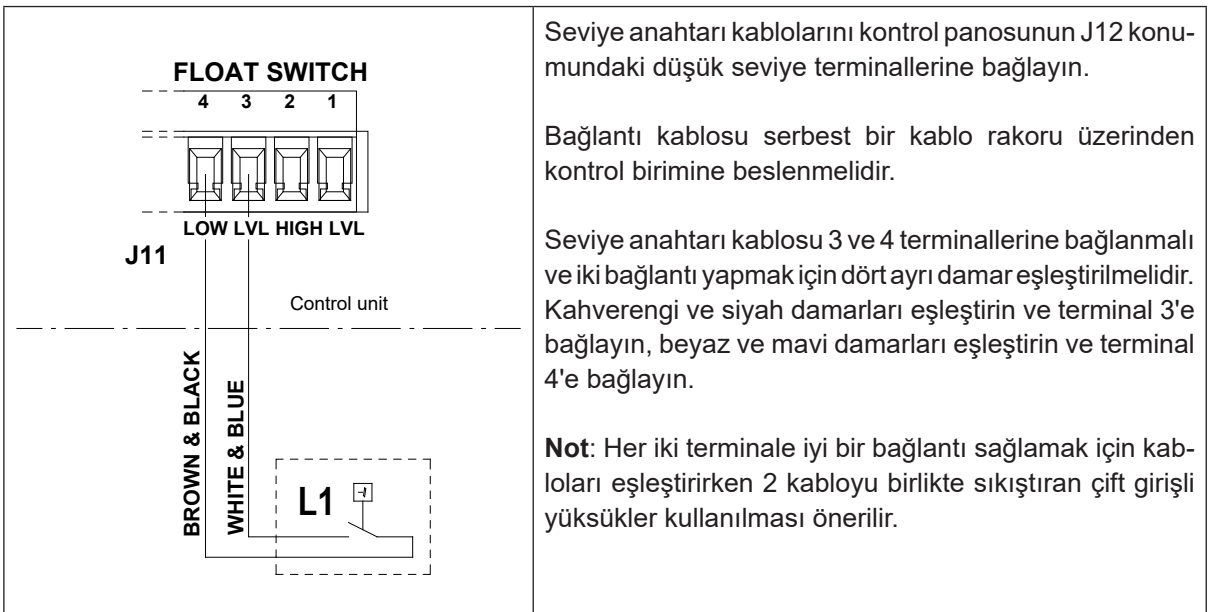 FLOAT SWITCH
4 3 2 1
LOW LVL HIGH LVL
J11
Control unit
BROWN & BLACK
WHITE & BLUE
L1
Seviye anahtarı kablolarını kontrol panosunun J12 konu-
mundaki düşük seviye terminallerine bağlayın.
Bağlantı kablosu serbest bir kablo rakoru üzerinden
kontrol birimine beslenmelidir.
Seviye anahtarı kablosu 3 ve 4 terminallerine bağlanmalı
ve iki bağlantı yapmak için dört ayrı damar eşleştirilmelidir.
Kahverengi ve siyah damarları eşleştirin ve terminal 3'e
bağlayın, beyaz ve mavi damarları eşleştirin ve terminal
4'e bağlayın.
Not: Her iki terminale iyi bir bağlantı sağlamak için kab-
loları eşleştirirken 2 kabloyu birlikte sıkıştıran çift girişli
yüksükler kullanılması önerilir.